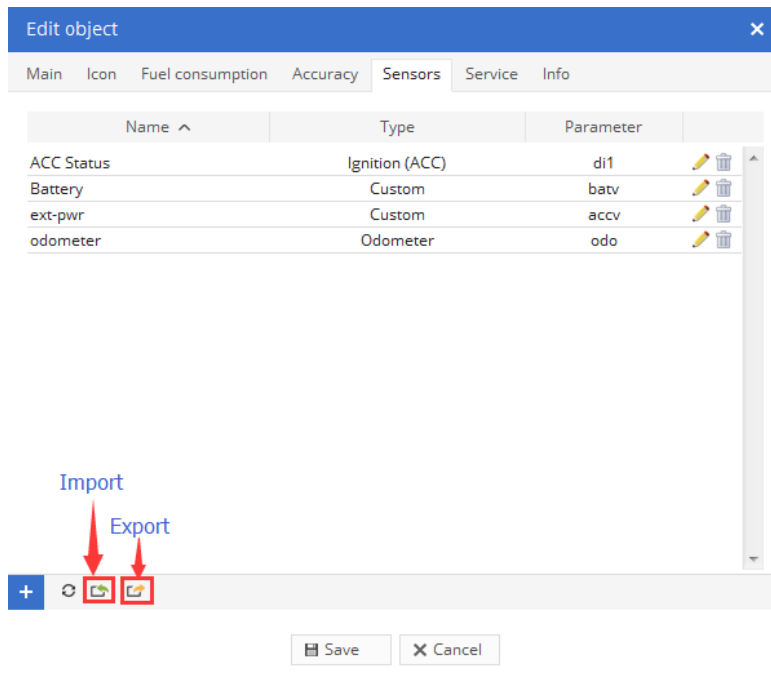 Edit object
Main Icon Fuel consumption Accuracy Sensors Service Info
Name Type Parameter
ACC Status Ignition (ACC) di1
Battery Custom batv
ext-pwr Custom accv
odometer Odometer odo
Import
Export
Save Cancel